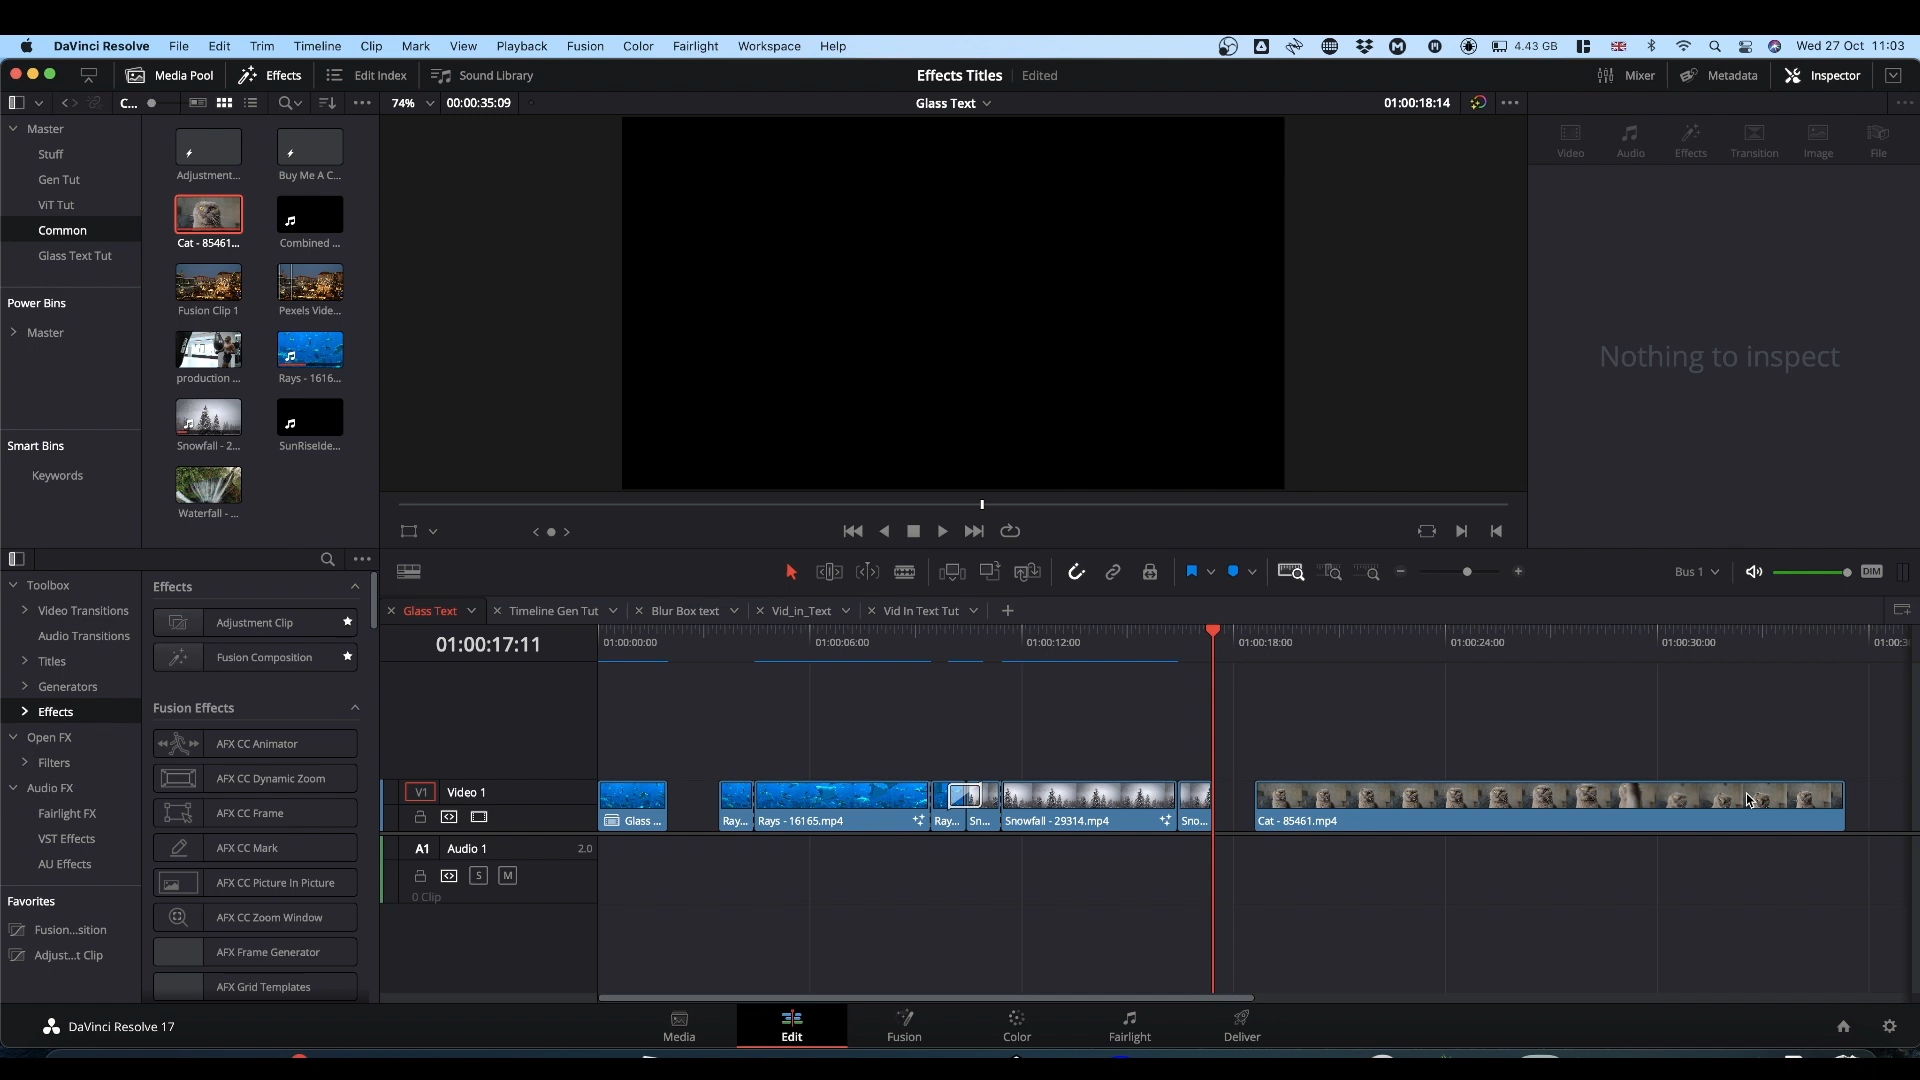 DaVinci Resolve File Edit Trim Timeline Clip Mark View Playback Fusion Color Fairlight Workspace Help 4.43 GB Wed 27 Oct 11:03
Media Pool Effects Edit Index Sound Library Effects Titles Edited Mixer Metadata Inspector
C... 74% 00:00:35:09 Glass Text 01:00:18:14
Master
Stuff
Gen Tut
ViT Tut
Common
Glass Text Tut
Power Bins
Master
Smart Bins
Keywords
Adjustment... Buy Me A C...
Cat - 85461... Combined ...
Fusion Clip 1 Pexels Vide...
production ... Rays - 1616...
Snowfall - 2... SunRiseIde...
Waterfall - ...
Video Audio Effects Transition Image File
Nothing to inspect
Bus 1 DIM
Toolbox
Video Transitions
Audio Transitions
Titles
Generators
Effects
Open FX
Filters
Audio FX
Fairlight FX
VST Effects
AU Effects
Favorites
Fusion...sition
Adjust...t Clip
Effects
Adjustment Clip
Fusion Composition
Fusion Effects
AFX CC Animator
AFX CC Dynamic Zoom
AFX CC Frame
AFX CC Mark
AFX CC Picture In Picture
AFX CC Zoom Window
AFX Frame Generator
AFX Grid Templates
Glass Text Timeline Gen Tut Blur Box text Vid_in_Text Vid In Text Tut
01:00:17:11 01:00:00:00 01:00:06:00 01:00:12:00 01:00:18:00 01:00:24:00 01:00:30:00
V1 Video 1
Glass ... Ray... Rays - 16165.mp4 Ray... Sn... Snowfall - 29314.mp4 Sno... Cat - 85461.mp4
A1 Audio 1 2.0
S M
0 Clip
DaVinci Resolve 17 Media Edit Fusion Color Fairlight Deliver